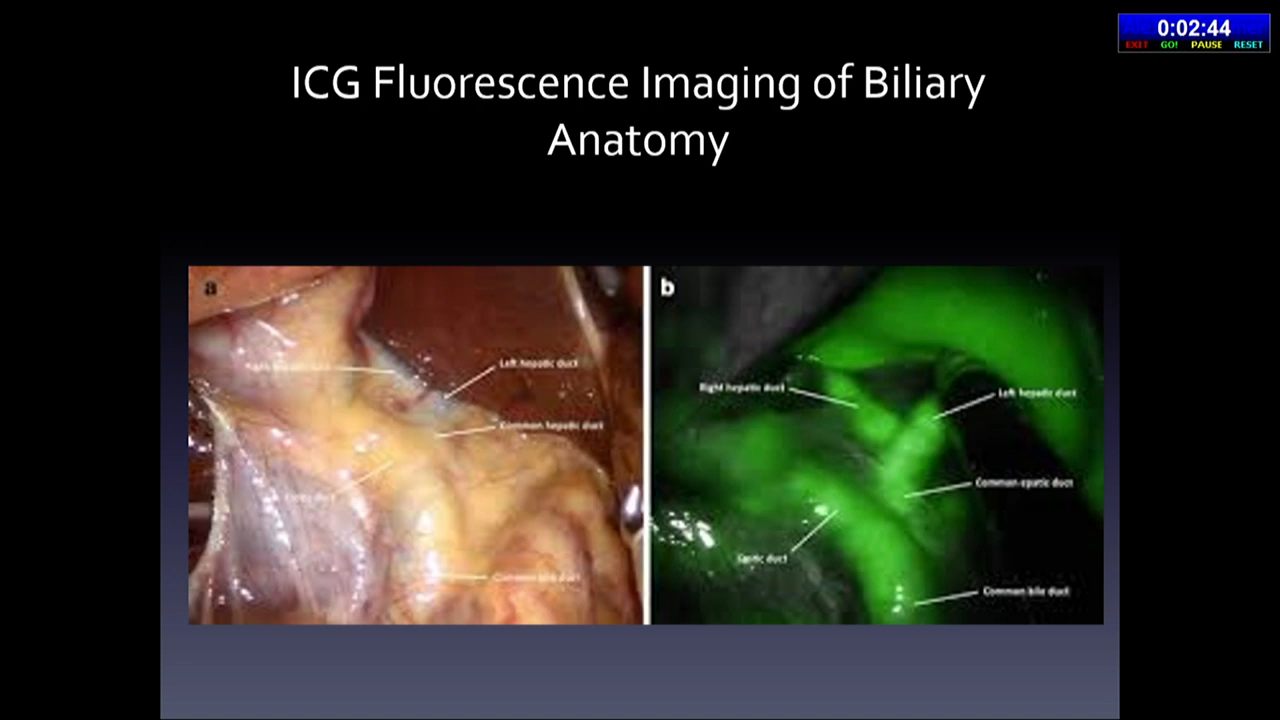 0:02:44
EXIT GO! PAUSE RESET
ICG Fluorescence Imaging of Biliary
Anatomy
a
Left hepatic duct
Common hepatic duct
Common bile duct
b
Right hepatic duct
Left hepatic duct
Common epatic duct
duct
Common bile duct